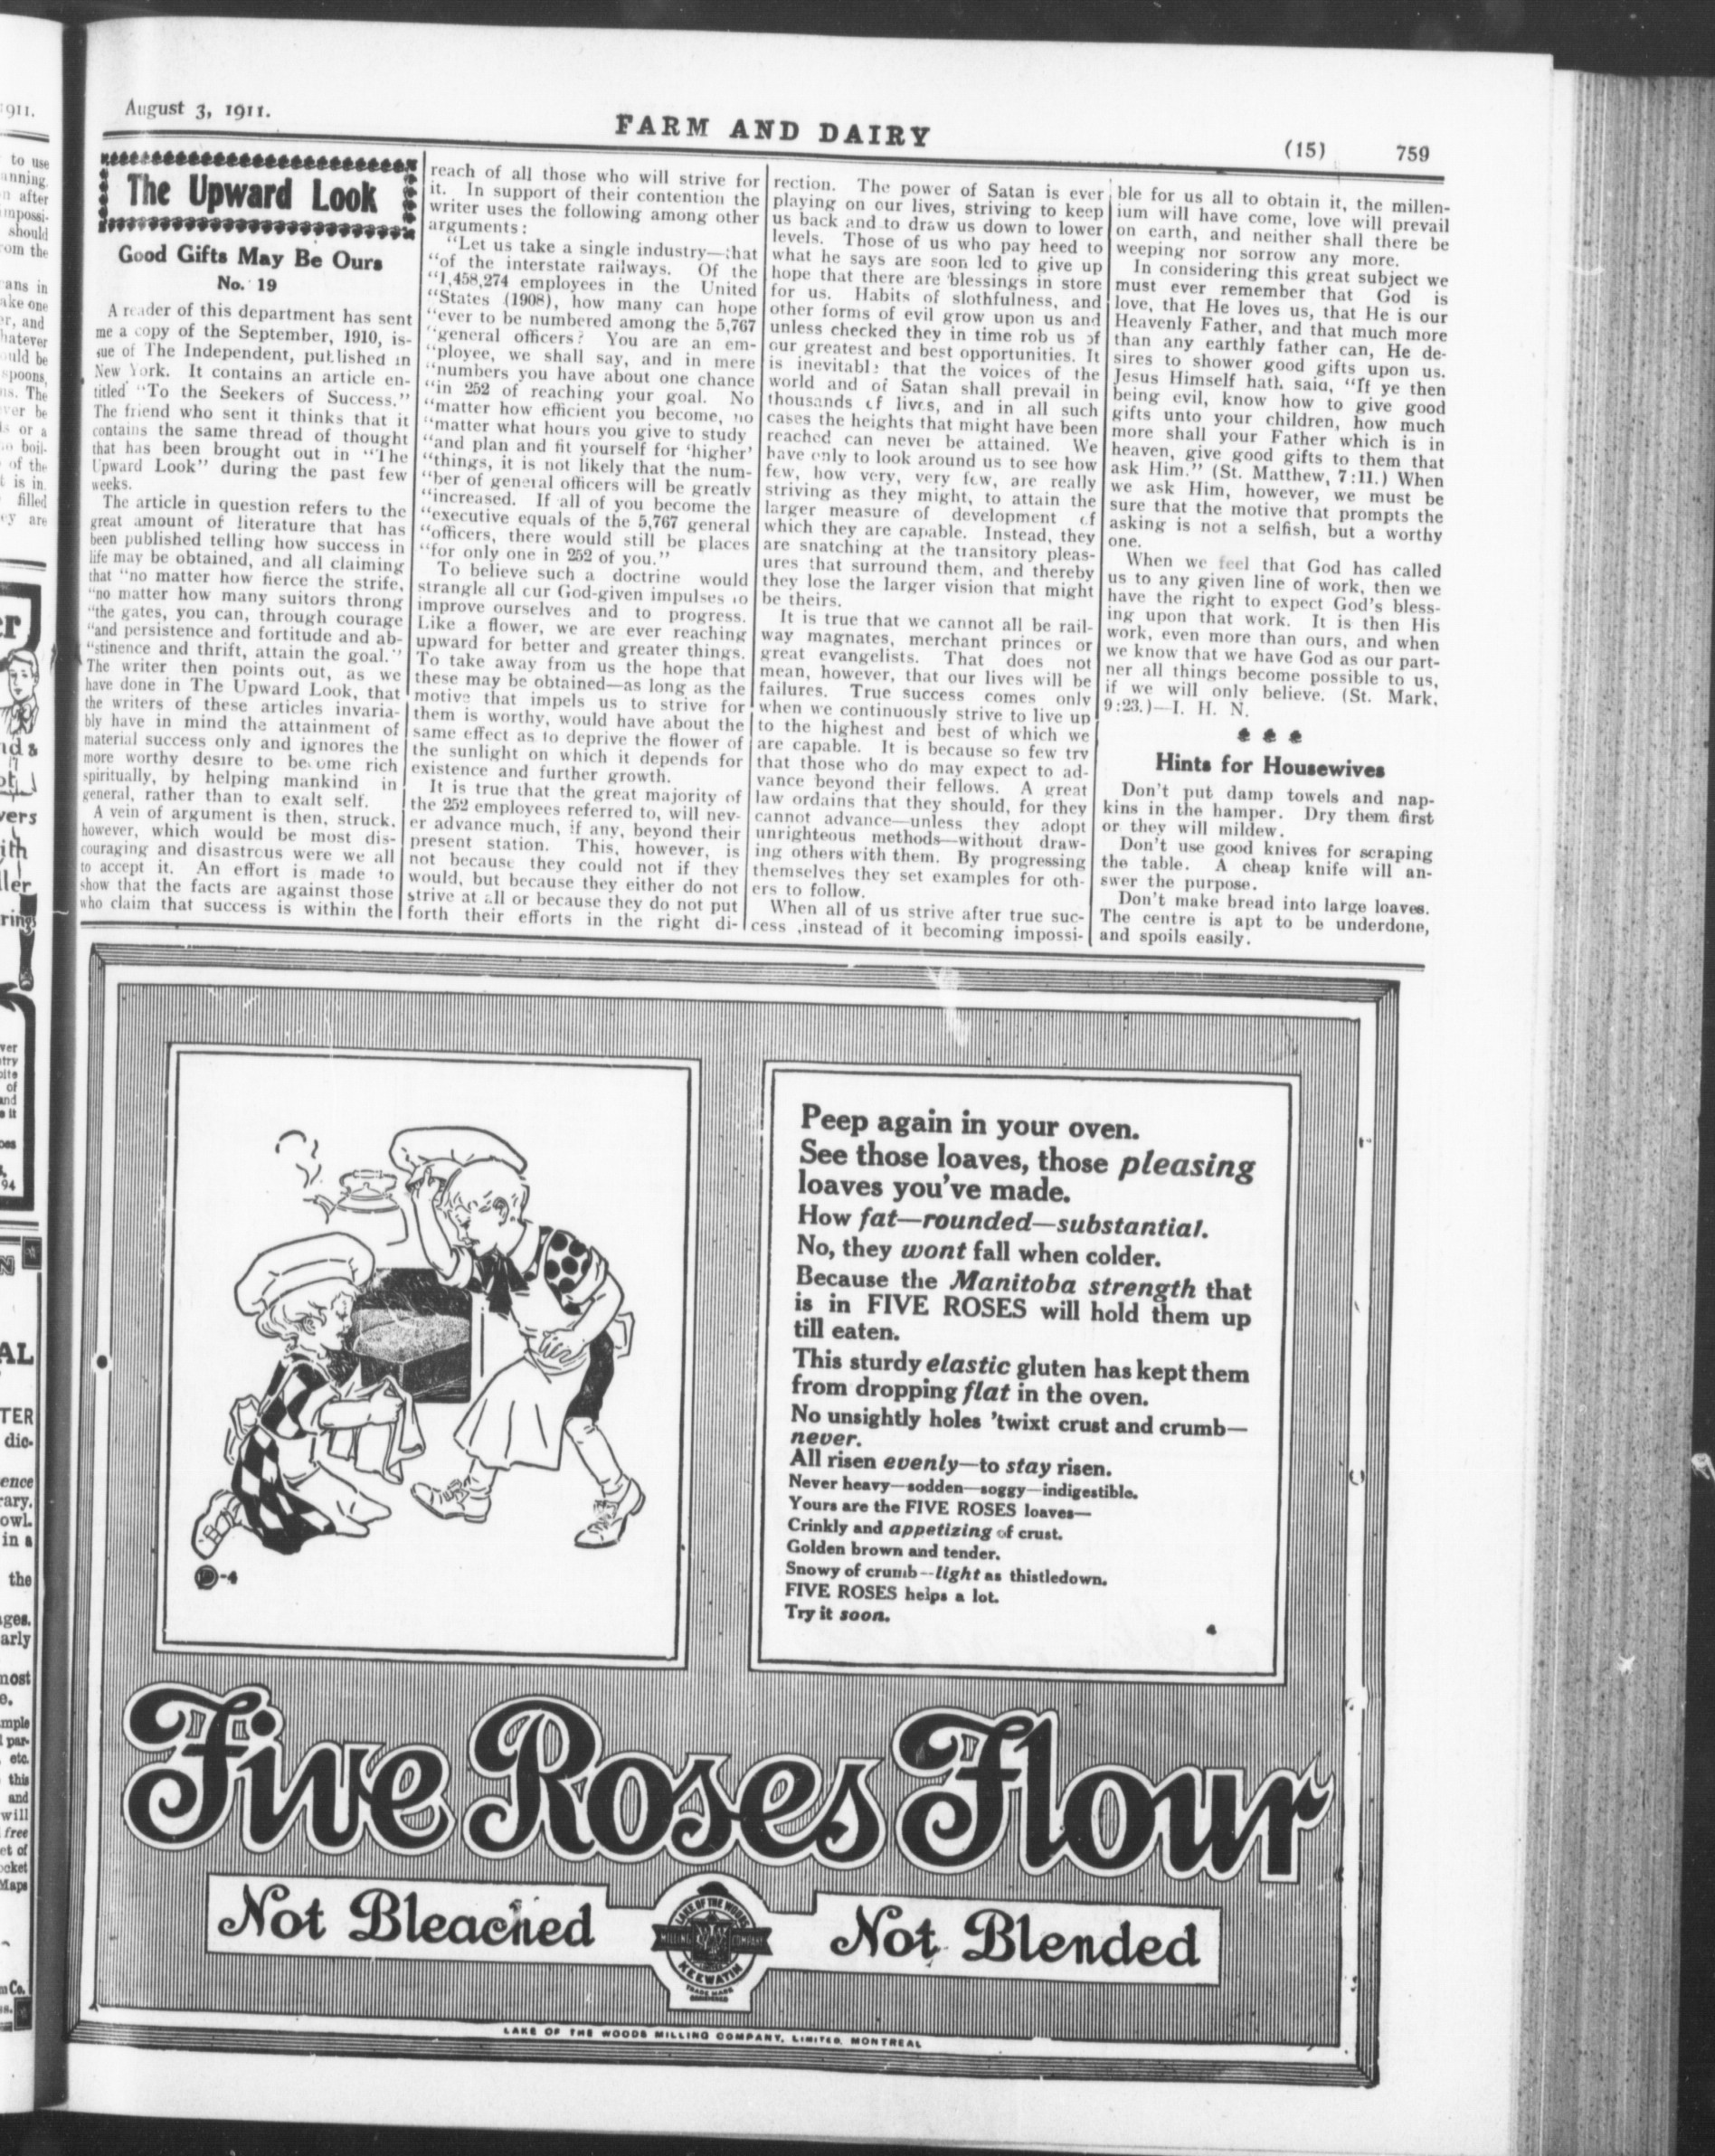 August 3, 1911.
FARM AND DAIRY
(15)
759
The Upward Look
Good Gifts May Be Ours
No. 19
A reader of this department has sent
me a copy of the September, 1910, is-
sue of The Independent, published in
New York. It contains an article en-
titled "To the Seekers of Success."
The friend who sent it thinks that it
contains the same thread of thought
that has been brought out in "The
Upward Look" during the past few
weeks.
The article in question refers to the
great amount of literature that has
been published telling how success in
life may be obtained, and all claiming
that "no matter how fierce the strife,
"no matter how many suitors throng
"the gates, you can, through courage
"and persistence and fortitude and ab-
"stinence and thrift, attain the goal."
The writer then points out, as we
have done in The Upward Look, that
the writers of these articles invaria-
bly have in mind the attainment of
material success only and ignores the
more worthy desire to become rich
spiritually, by helping mankind in
general, rather than to exalt self.
A vein of argument is then, struck,
however, which would be most dis-
couraging and disastrous were we all
to accept it. An effort is made to
show that the facts are against those
who claim that success is within the
reach of all those who will strive for
it. In support of their contention the
writer uses the following among other
arguments:
"Let us take a single industry—that
"of the interstate railways. Of the
"1,458,274 employees in the United
"States (1908), how many can hope
"ever to be numbered among the 5,767
"general officers? You are an em-
"ployee, we shall say, and in mere
"numbers you have about one chance
"in 252 of reaching your goal. No
"matter how efficient you become, no
"matter what hours you give to study
"and plan and fit yourself for 'higher'
"things, it is not likely that the num-
"ber of general officers will be greatly
"increased. If all of you become the
"executive equals of the 5,767 general
"officers, there would still be places
"for only one in 252 of you."
To believe such a doctrine would
strangle all our God-given impulses to
improve ourselves and to progress.
Like a flower, we are ever reaching
upward for better and greater things.
To take away from us the hope that
these may be obtained—as long as the
motive that impels us to strive for
them is worthy, would have about the
same effect as to deprive the flower of
the sunlight on which it depends for
existence and further growth.
It is true that the great majority of
the 252 employees referred to, will nev-
er advance much, if any, beyond their
present station. This, however, is
not because they could not if they
would, but because they either do not
strive at all or because they do not put
forth their efforts in the right di-
rection. The power of Satan is ever
playing on our lives, striving to keep
us back and to draw us down to lower
levels. Those of us who pay heed to
what he says are soon led to give up
hope that there are blessings in store
for us. Habits of slothfulness, and
other forms of evil grow upon us and
unless checked they in time rob us of
our greatest and best opportunities. It
is inevitable that the voices of the
world and of Satan shall prevail in
thousands of lives, and in all such
cases the heights that might have been
reached can never be attained. We
have only to look around us to see how
few, how very, very few, are really
striving as they might, to attain the
larger measure of development of
which they are capable. Instead, they
are snatching at the transitory pleas-
ures that surround them, and thereby
they lose the larger vision that might
be theirs.
It is true that we cannot all be rail-
way magnates, merchant princes or
great evangelists. That does not
mean, however, that our lives will be
failures. True success comes only
when we continuously strive to live up
to the highest and best of which we
are capable. It is because so few try
that those who do may expect to ad-
vance beyond their fellows. A great
law ordains that they should, for they
cannot advance—unless they adopt
unrighteous methods—without draw-
ing others with them. By progressing
themselves they set examples for oth-
ers to follow.
When all of us strive after true suc-
cess ,instead of it becoming impossi-
ble for us all to obtain it, the millen-
ium will have come, love will prevail
on earth, and neither shall there be
weeping nor sorrow any more.
In considering this great subject we
must ever remember that God is
love, that He loves us, that He is our
Heavenly Father, and that much more
than any earthly father can, He de-
sires to shower good gifts upon us.
Jesus Himself hath said, "If ye then
being evil, know how to give good
gifts unto your children, how much
more shall your Father which is in
heaven, give good gifts to them that
ask Him." (St. Matthew, 7:11.) When
we ask Him, however, we must be
sure that the motive that prompts the
asking is not a selfish, but a worthy
one.
When we feel that God has called
us to any given line of work, then we
have the right to expect God's bless-
ing upon that work. It is then His
work, even more than ours, and when
we know that we have God as our part-
ner all things become possible to us,
if we will only believe. (St. Mark,
9:23.)—I. H. N.
Hints for Housewives
Don't put damp towels and nap-
kins in the hamper. Dry them first
or they will mildew.
Don't use good knives for scraping
the table. A cheap knife will an-
swer the purpose.
Don't make bread into large loaves.
The centre is apt to be underdone,
and spoils easily.
Peep again in your oven.
See those loaves, those pleasing
loaves you've made.
How fat—rounded—substantial.
No, they wont fall when colder.
Because the Manitoba strength that
is in FIVE ROSES will hold them up
till eaten.
This sturdy elastic gluten has kept them
from dropping flat in the oven.
No unsightly holes 'twixt crust and crumb—
never.
All risen evenly—to stay risen.
Never heavy—sodden—soggy—indigestible.
Yours are the FIVE ROSES loaves—
Crinkly and appetizing of crust.
Golden brown and tender.
Snowy of crumb—light as thistledown.
FIVE ROSES helps a lot.
Try it soon.
4
-4
Five Roses Flour
Not Bleached
LAKE OF THE WOODS
MILLING COMPANY
KEEWATIN
TRADE MARK
REGISTERED
Not Blended
LAKE OF THE WOODS MILLING COMPANY, LIMITED, MONTREAL